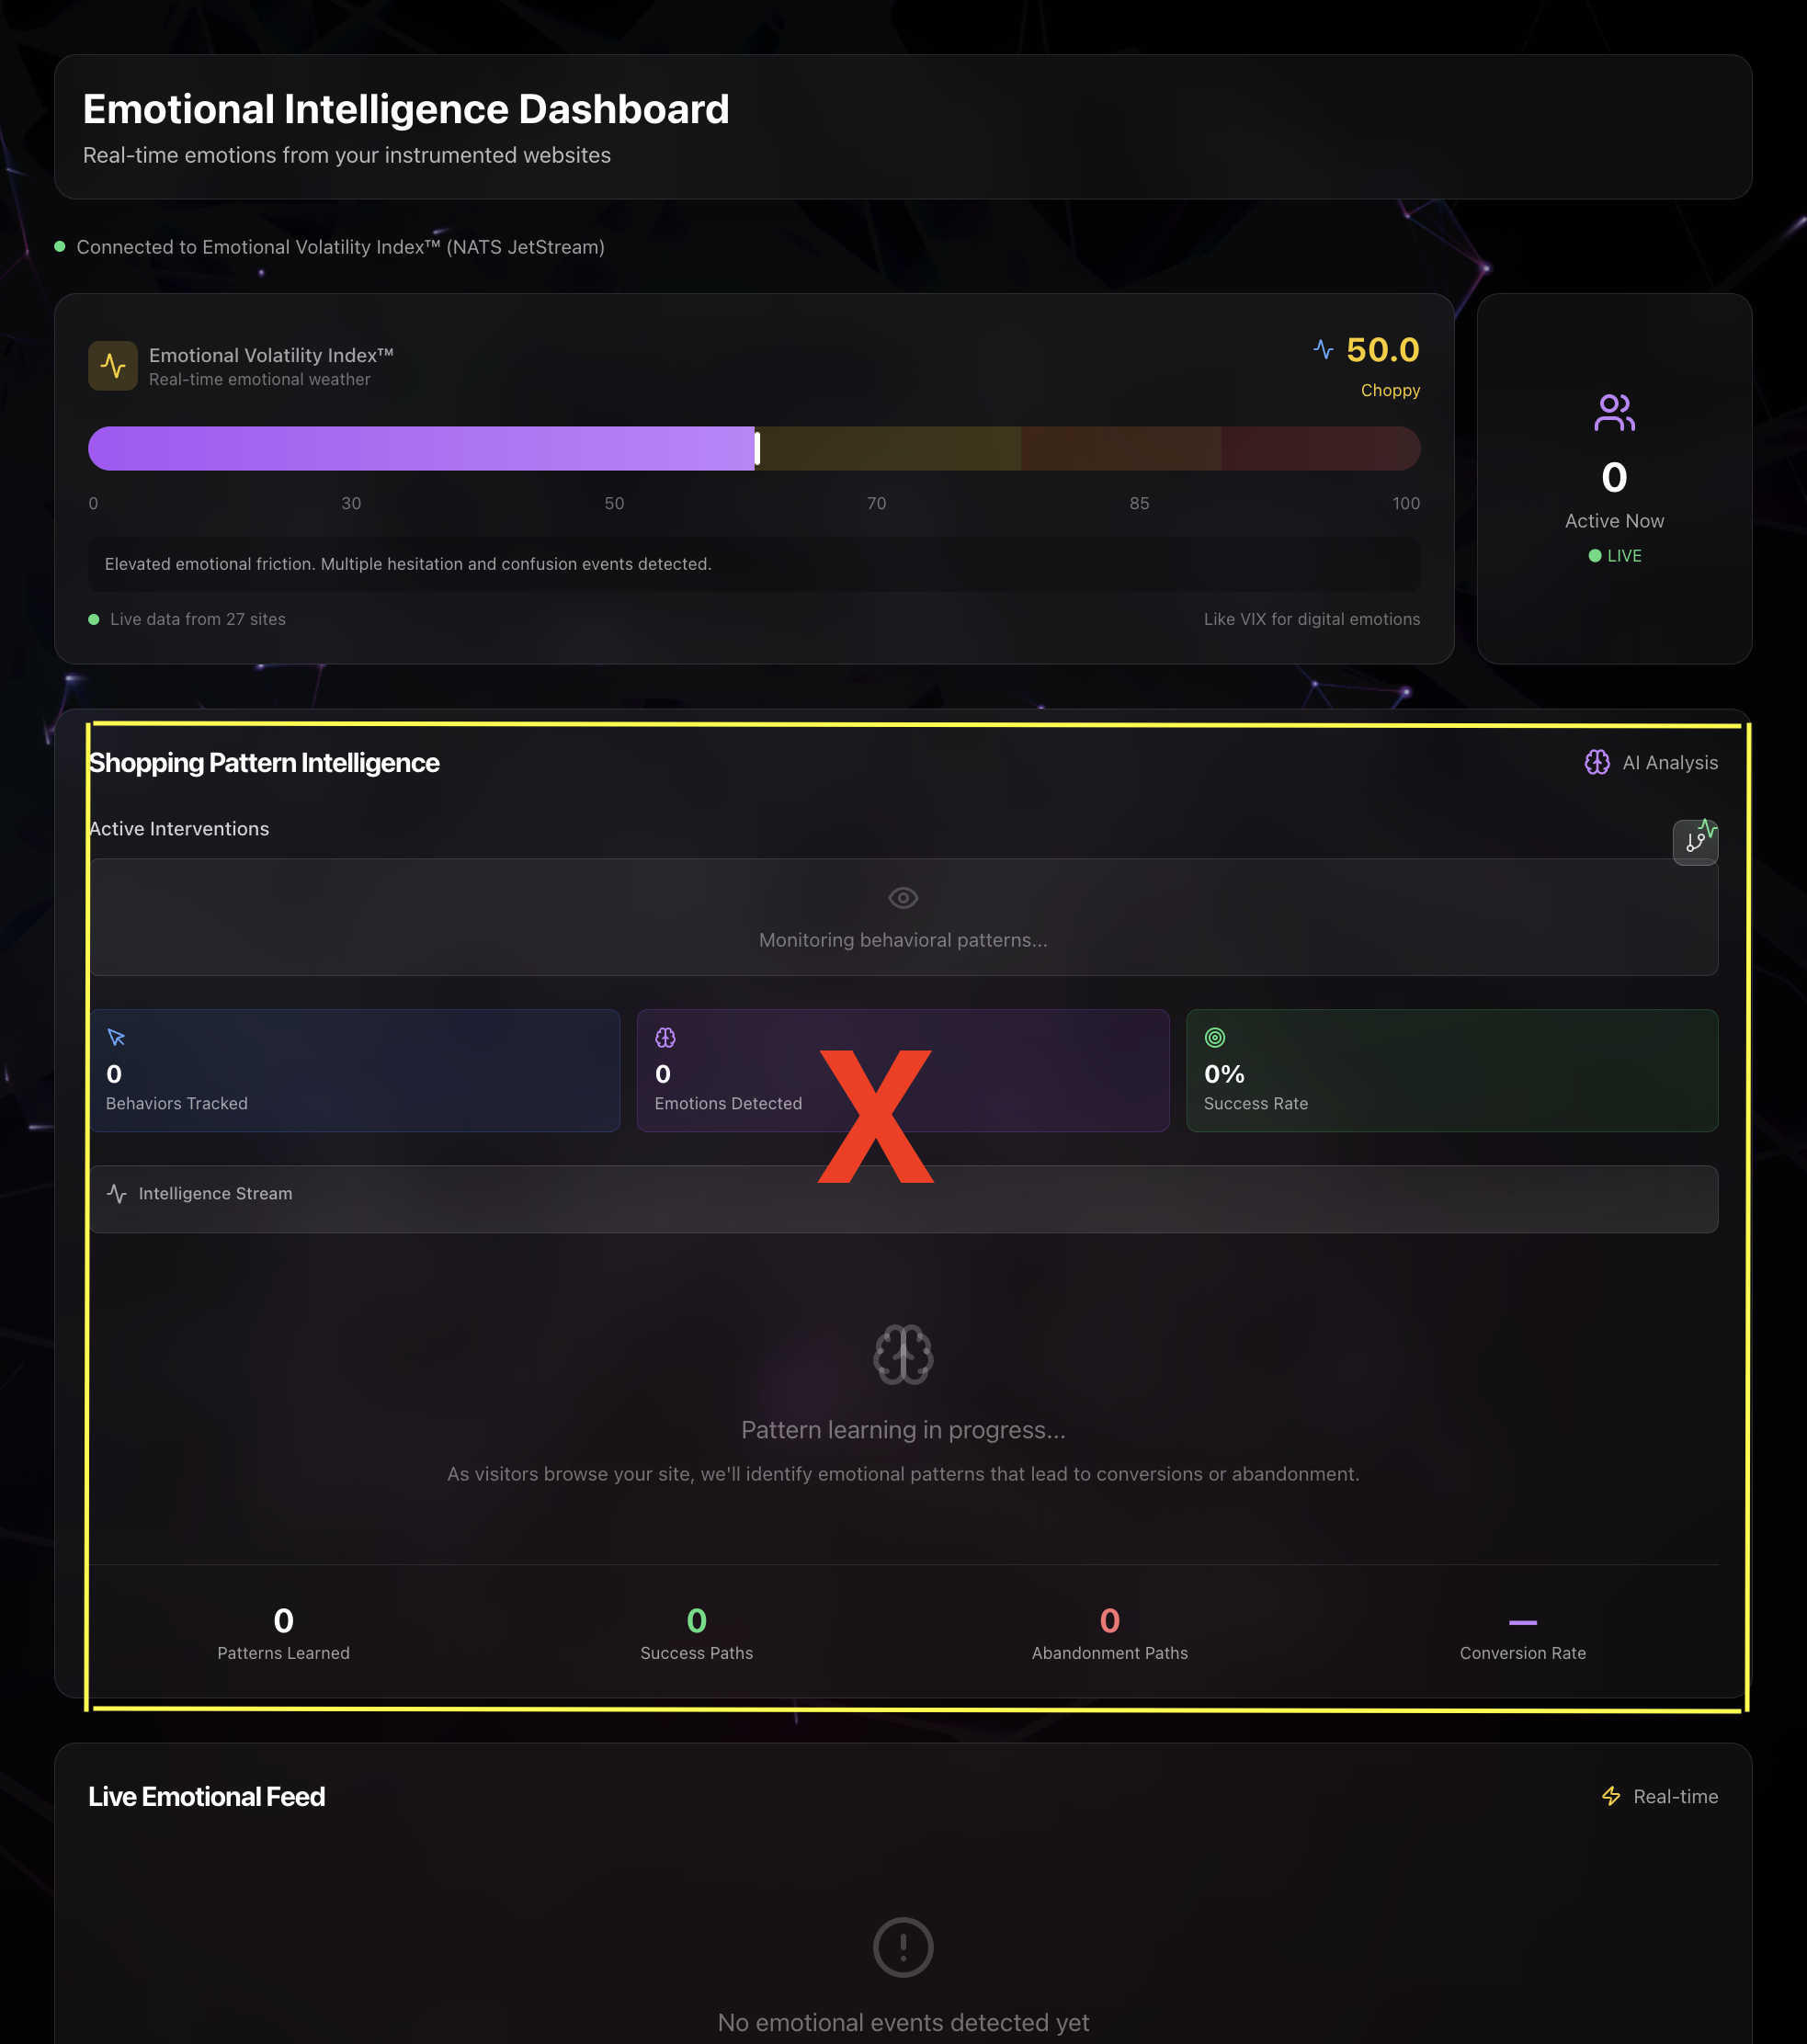 Emotional Intelligence Dashboard
Real-time emotions from your instrumented websites
Connected to Emotional Volatility Index™ (NATS JetStream)
Emotional Volatility Index™
Real-time emotional weather
50.0
Choppy
0 30 50 70 85 100
Elevated emotional friction. Multiple hesitation and confusion events detected.
Live data from 27 sites
Like VIX for digital emotions
0
Active Now
LIVE
Shopping Pattern Intelligence
AI Analysis
Active Interventions
Monitoring behavioral patterns...
0
Behaviors Tracked
0
Emotions Detected
0%
Success Rate
X
Intelligence Stream
Pattern learning in progress...
As visitors browse your site, we'll identify emotional patterns that lead to conversions or abandonment.
0
Patterns Learned
0
Success Paths
0
Abandonment Paths
—
Conversion Rate
Live Emotional Feed
Real-time
No emotional events detected yet